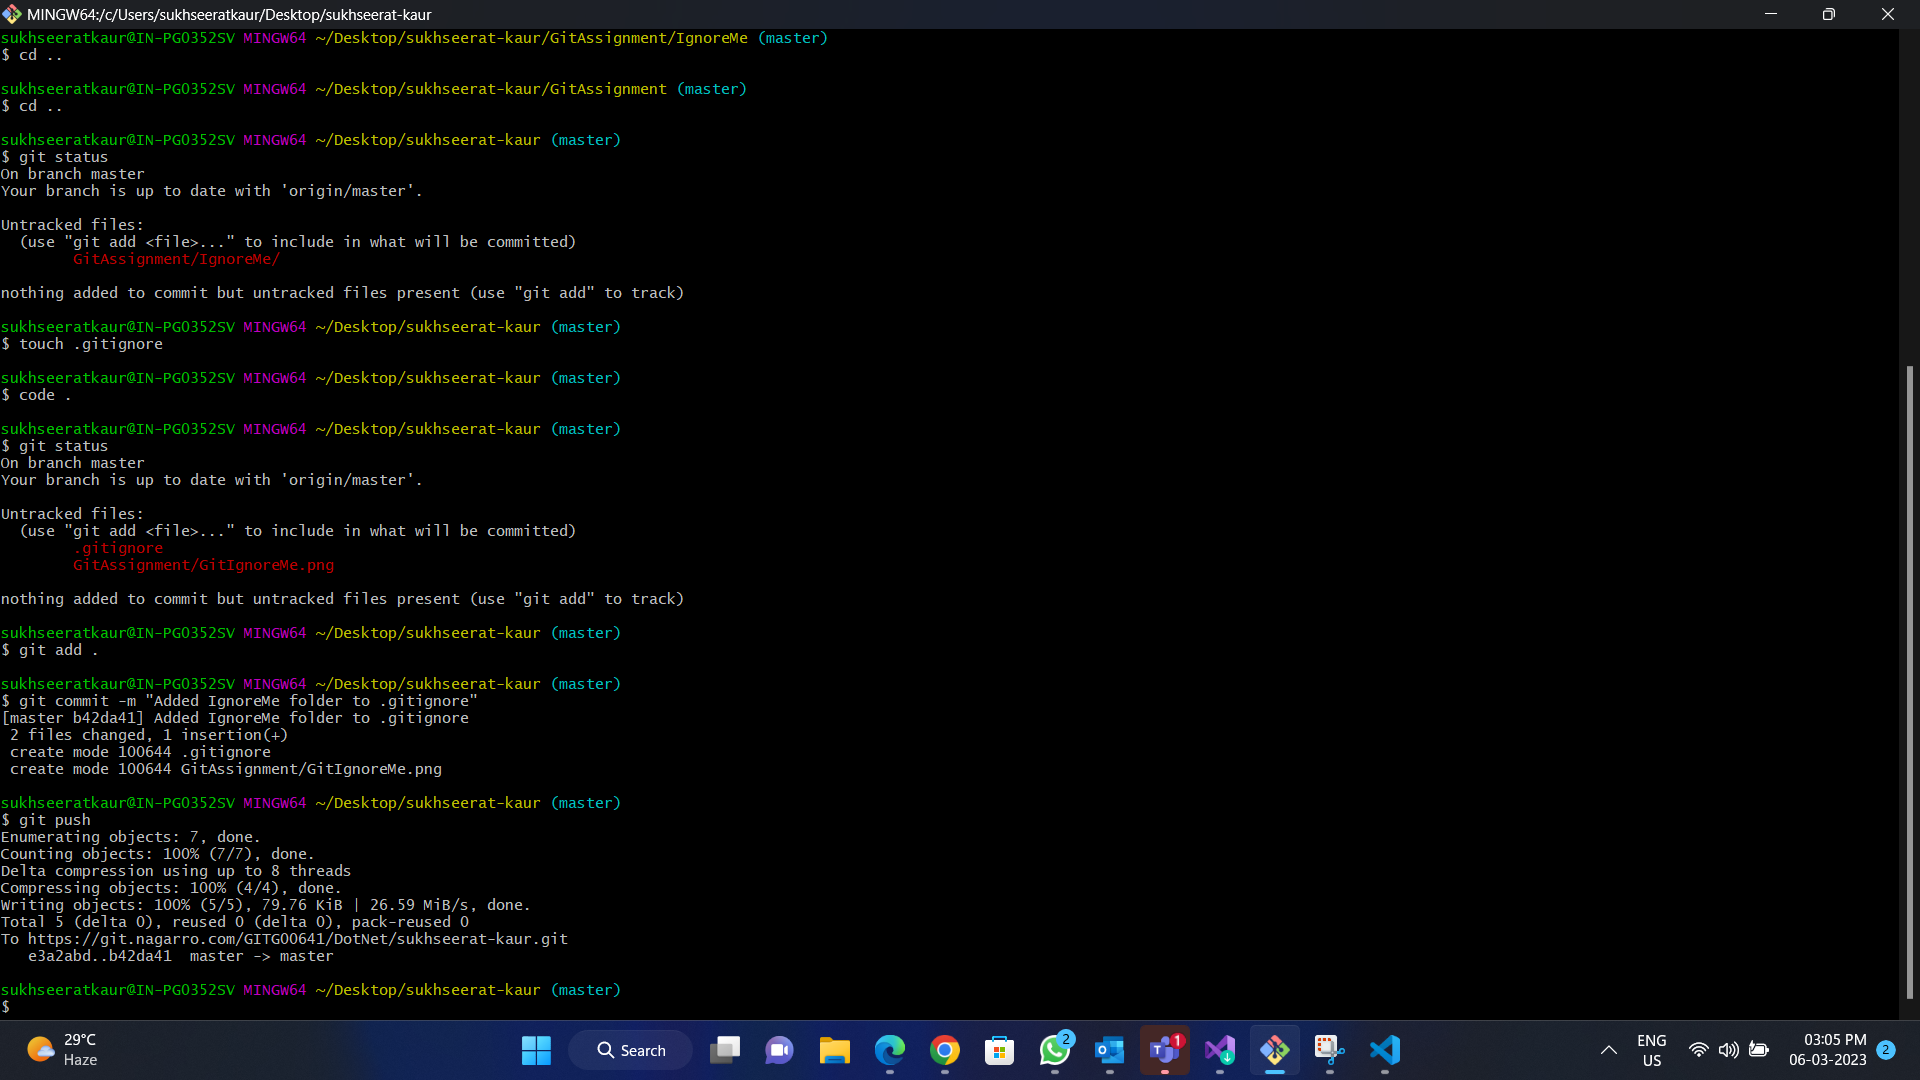 MINGW64:/c/Users/sukhseeratkaur/Desktop/sukhseerat-kaur
sukhseeratkaur@IN-PG0352SV MINGW64 ~/Desktop/sukhseerat-kaur/GitAssignment/IgnoreMe (master)
$ cd ..
sukhseeratkaur@IN-PG0352SV MINGW64 ~/Desktop/sukhseerat-kaur/GitAssignment (master)
$ cd ..
sukhseeratkaur@IN-PG0352SV MINGW64 ~/Desktop/sukhseerat-kaur (master)
$ git status
On branch master
Your branch is up to date with 'origin/master'.
Untracked files:
(use "git add <file>..." to include in what will be committed)
GitAssignment/IgnoreMe/
nothing added to commit but untracked files present (use "git add" to track)
sukhseeratkaur@IN-PG0352SV MINGW64 ~/Desktop/sukhseerat-kaur (master)
$ touch .gitignore
sukhseeratkaur@IN-PG0352SV MINGW64 ~/Desktop/sukhseerat-kaur (master)
$ code .
sukhseeratkaur@IN-PG0352SV MINGW64 ~/Desktop/sukhseerat-kaur (master)
$ git status
On branch master
Your branch is up to date with 'origin/master'.
Untracked files:
(use "git add <file>..." to include in what will be committed)
.gitignore
GitAssignment/GitIgnoreMe.png
nothing added to commit but untracked files present (use "git add" to track)
sukhseeratkaur@IN-PG0352SV MINGW64 ~/Desktop/sukhseerat-kaur (master)
$ git add .
sukhseeratkaur@IN-PG0352SV MINGW64 ~/Desktop/sukhseerat-kaur (master)
$ git commit -m "Added IgnoreMe folder to .gitignore"
[master b42da41] Added IgnoreMe folder to .gitignore
2 files changed, 1 insertion(+)
create mode 100644 .gitignore
create mode 100644 GitAssignment/GitIgnoreMe.png
sukhseeratkaur@IN-PG0352SV MINGW64 ~/Desktop/sukhseerat-kaur (master)
$ git push
Enumerating objects: 7, done.
Counting objects: 100% (7/7), done.
Delta compression using up to 8 threads
Compressing objects: 100% (4/4), done.
Writing objects: 100% (5/5), 79.76 KiB | 26.59 MiB/s, done.
Total 5 (delta 0), reused 0 (delta 0), pack-reused 0
To https://git.nagarro.com/GITG00641/DotNet/sukhseerat-kaur.git
e3a2abd..b42da41  master -> master
sukhseeratkaur@IN-PG0352SV MINGW64 ~/Desktop/sukhseerat-kaur (master)
$
29°C
Haze
Search
2
1
ENG
US
03:05 PM
06-03-2023
2